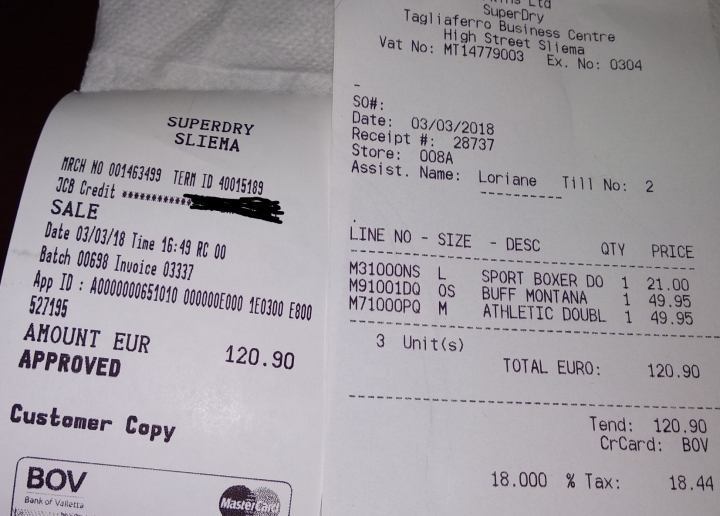 SUPERDRY
SLIEMA
MRCH NO 001463499 TERM ID 40015189
JCB Credit ************
SALE
Date 03/03/18 Time 16:49 RC 00
Batch 00698 Invoice 03337
App ID : A0000000651010 000000E000 1E0300 E800
527195
AMOUNT EUR 120.90
APPROVED
Customer Copy
BOV
Bank of Valletta
MasterCard
Ltd
SuperDry
Tagliaferro Business Centre
High Street Sliema
Vat No: MT14779003 Ex. No: 0304
-
SO#:
Date: 03/03/2018
Receipt #: 28737
Store: 008A
Assist. Name: Loriane Till No: 2
----------
.
LINE NO - SIZE - DESC QTY PRICE
M31000NS L SPORT BOXER DO 1 21.00
M91001DQ OS BUFF MONTANA 1 49.95
M71000PQ M ATHLETIC DOUBL 1 49.95
3 Unit(s)
TOTAL EURO: 120.90
Tend: 120.90
CrCard: BOV
18.000 % Tax: 18.44